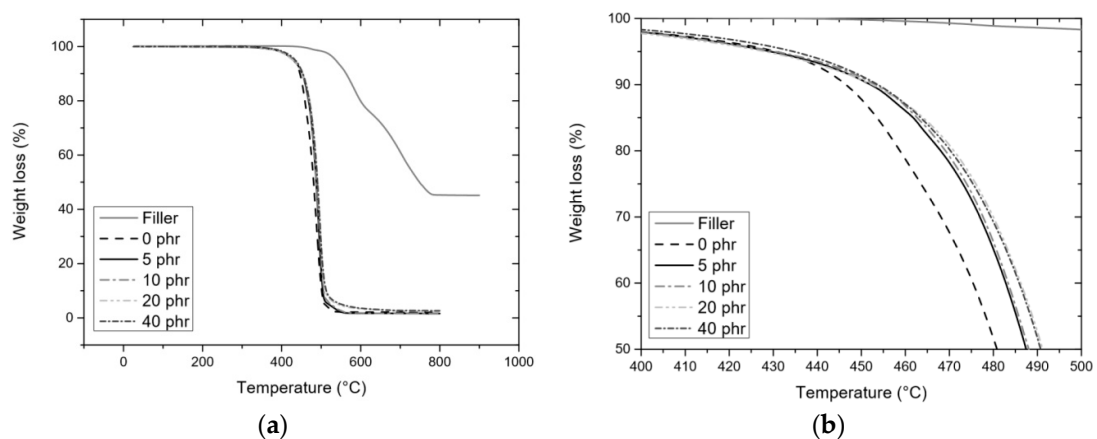 100
80
60
40
20
0
Weight loss (%)
Filler
0 phr
5 phr
10 phr
20 phr
40 phr
0 200 400 600 800 1000
Temperature (°C)
(a)
100
90
80
70
60
50
Weight loss (%)
Filler
0 phr
5 phr
10 phr
20 phr
40 phr
400 410 420 430 440 450 460 470 480 490 500
Temperature (°C)
(b)